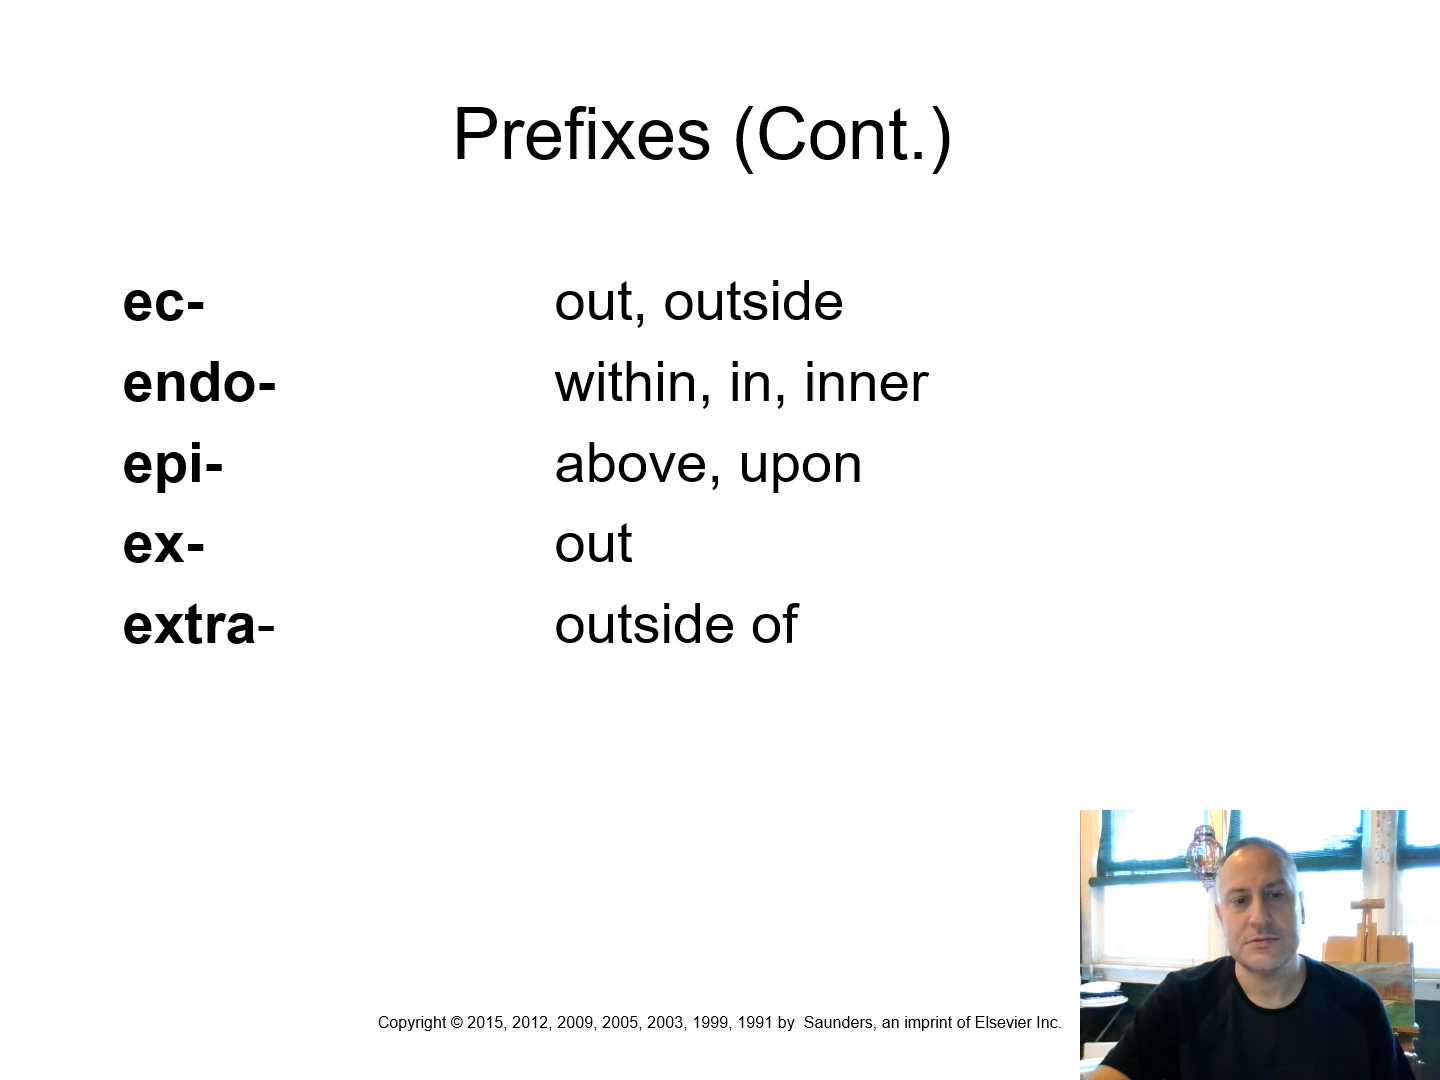 Prefixes (Cont.)
ec- out, outside
endo- within, in, inner
epi- above, upon
ex- out
extra- outside of
Copyright © 2015, 2012, 2009, 2005, 2003, 1999, 1991 by Saunders, an imprint of Elsevier Inc.